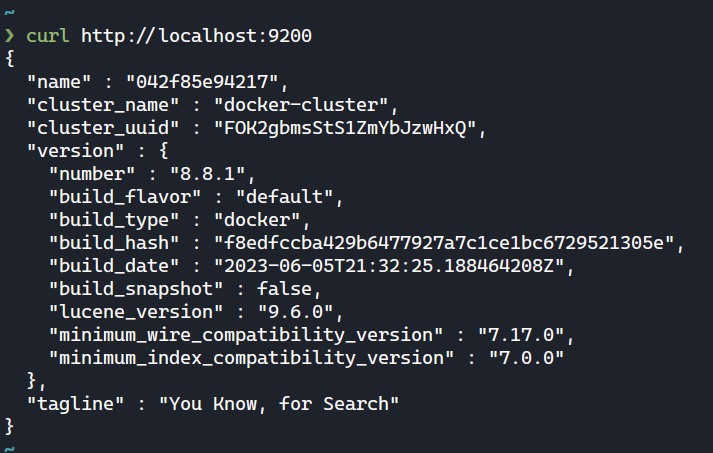 ~
❯ curl http://localhost:9200
{
  "name" : "042f85e94217",
  "cluster_name" : "docker-cluster",
  "cluster_uuid" : "FOK2gbmsStS1ZmYbJzwHxQ",
  "version" : {
    "number" : "8.8.1",
    "build_flavor" : "default",
    "build_type" : "docker",
    "build_hash" : "f8edfccba429b6477927a7c1ce1bc6729521305e",
    "build_date" : "2023-06-05T21:32:25.188464208Z",
    "build_snapshot" : false,
    "lucene_version" : "9.6.0",
    "minimum_wire_compatibility_version" : "7.17.0",
    "minimum_index_compatibility_version" : "7.0.0"
  },
  "tagline" : "You Know, for Search"
}
~